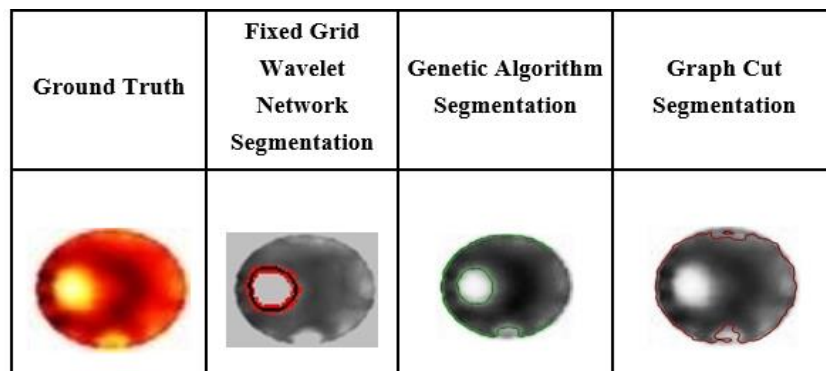 Ground Truth
Fixed Grid
Wavelet
Network
Segmentation
Genetic Algorithm
Segmentation
Graph Cut
Segmentation